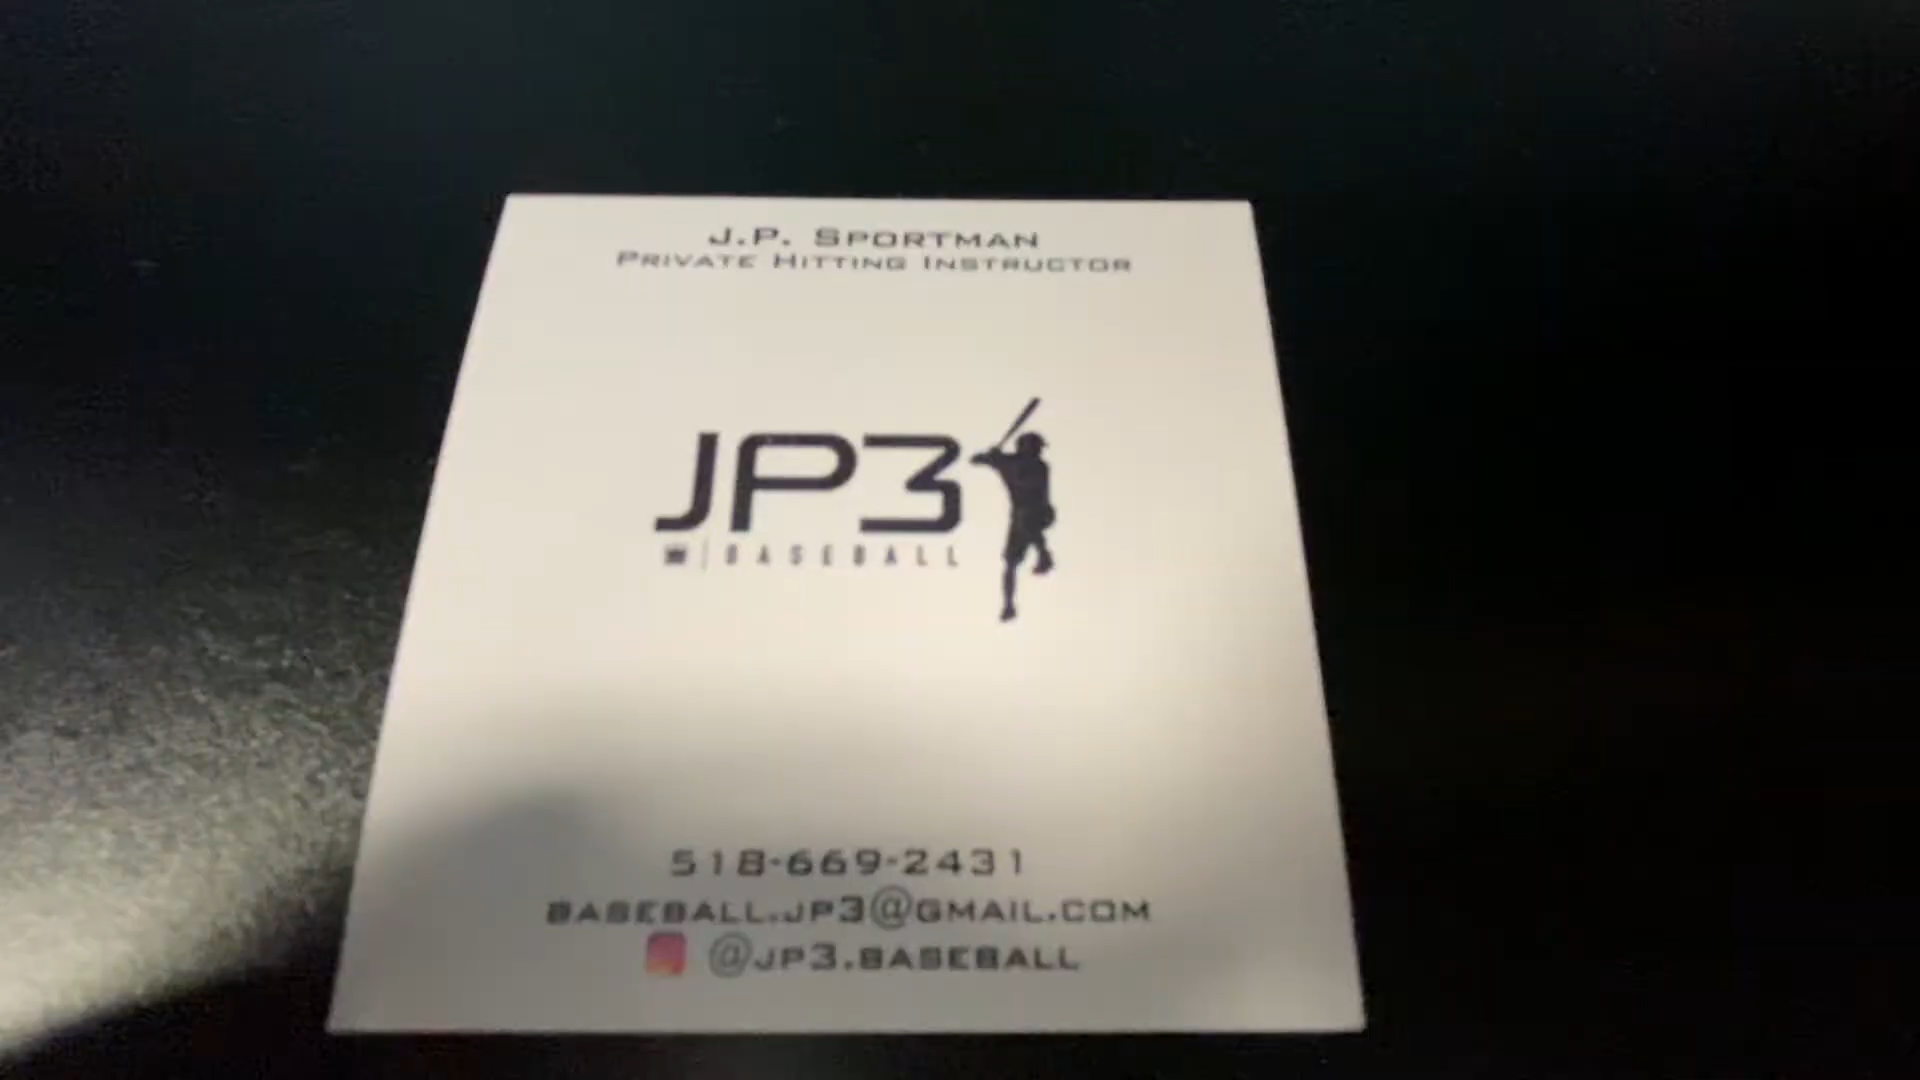 J.P. SPORTMAN
PRIVATE HITTING INSTRUCTOR
JP3
BASEBALL
518-669-2431
BASEBALL.JP3@GMAIL.COM
@JP3.BASEBALL